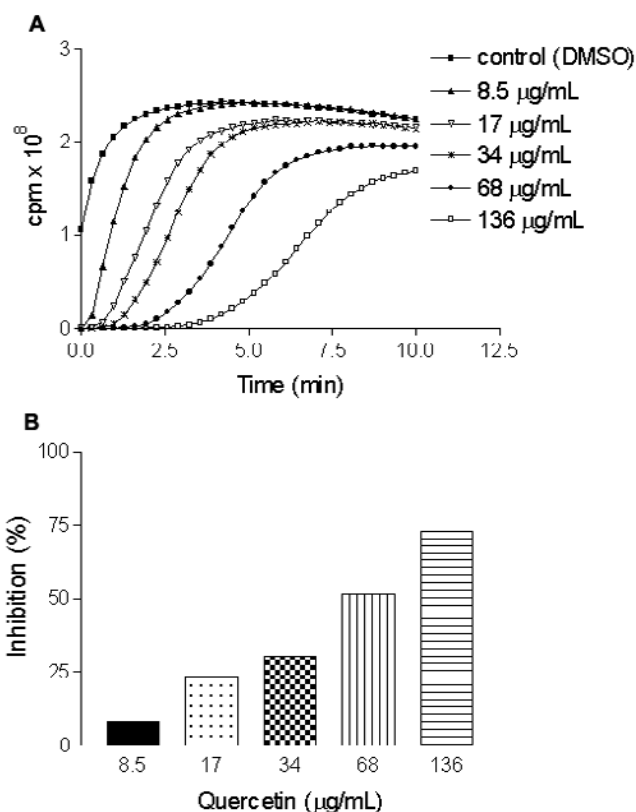 A
3
2
1
0
cpm x 10⁸
0.0 2.5 5.0 7.5 10.0 12.5
Time (min)
control (DMSO)
8.5 µg/mL
17 µg/mL
34 µg/mL
68 µg/mL
136 µg/mL
B
100
75
50
25
0
Inhibition (%)
8.5 17 34 68 136
Quercetin (µg/mL)